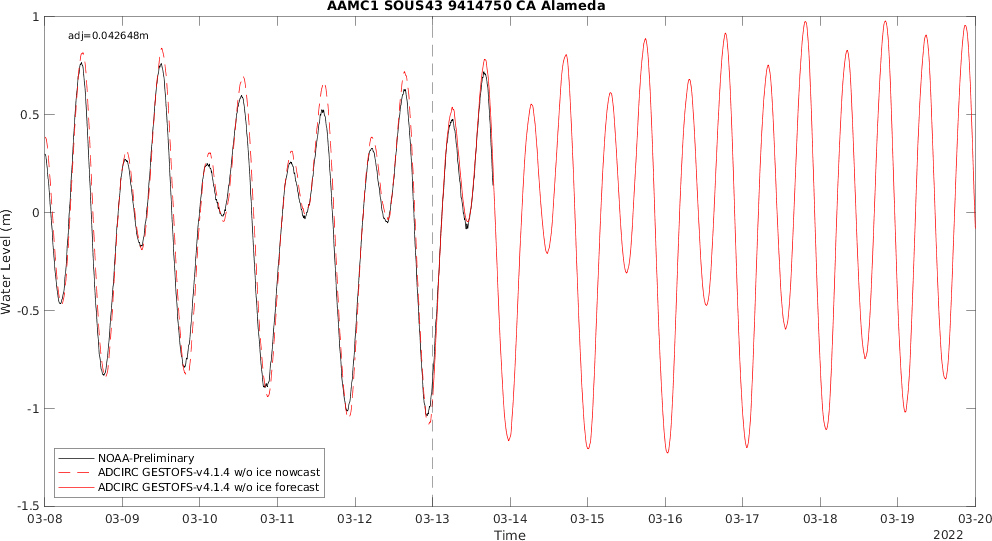 AAMC1 SOUS43 9414750 CA Alameda
adj=0.042648m
1
0.5
0
-0.5
-1
-1.5
Water Level (m)
NOAA-Preliminary
ADCIRC GESTOFS-v4.1.4 w/o ice nowcast
ADCIRC GESTOFS-v4.1.4 w/o ice forecast
03-08 03-09 03-10 03-11 03-12 03-13 03-14 03-15 03-16 03-17 03-18 03-19 03-20
Time
2022